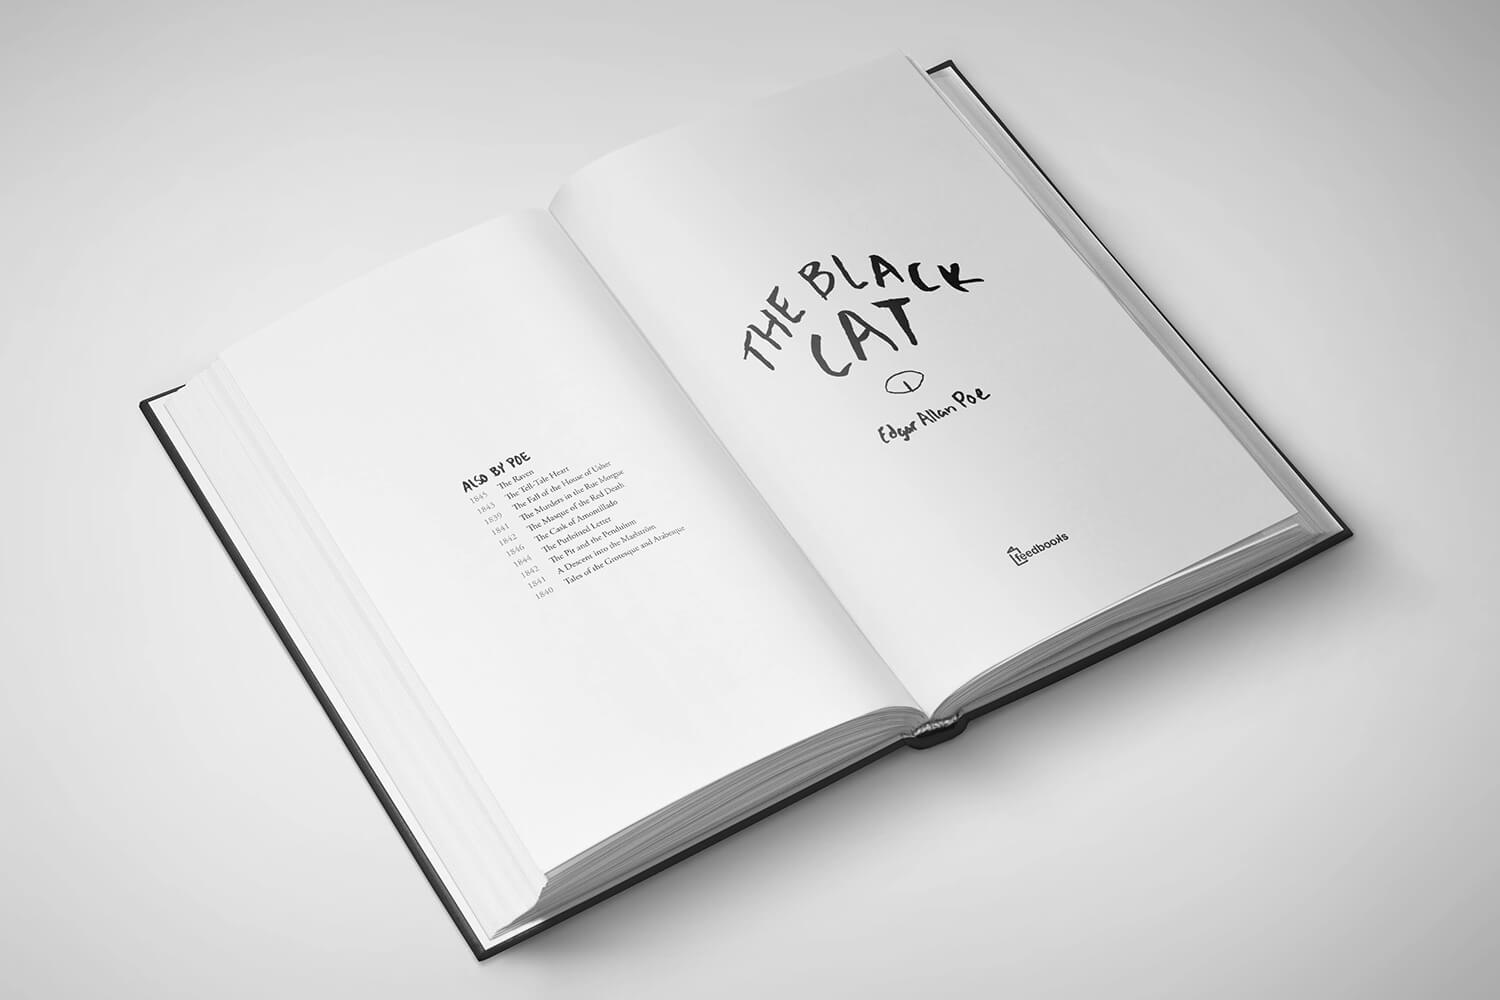 ALSO BY POE
1845 The Raven
1843 The Tell-Tale Heart
1839 The Fall of the House of Usher
1841 The Murders in the Rue Morgue
1842 The Masque of the Red Death
1846 The Cask of Amontillado
1844 The Purloined Letter
1842 The Pit and the Pendulum
1841 A Descent into the Maelström
1840 Tales of the Grotesque and Arabesque
THE BLACK
CAT
Edgar Allan Poe
feedbooks